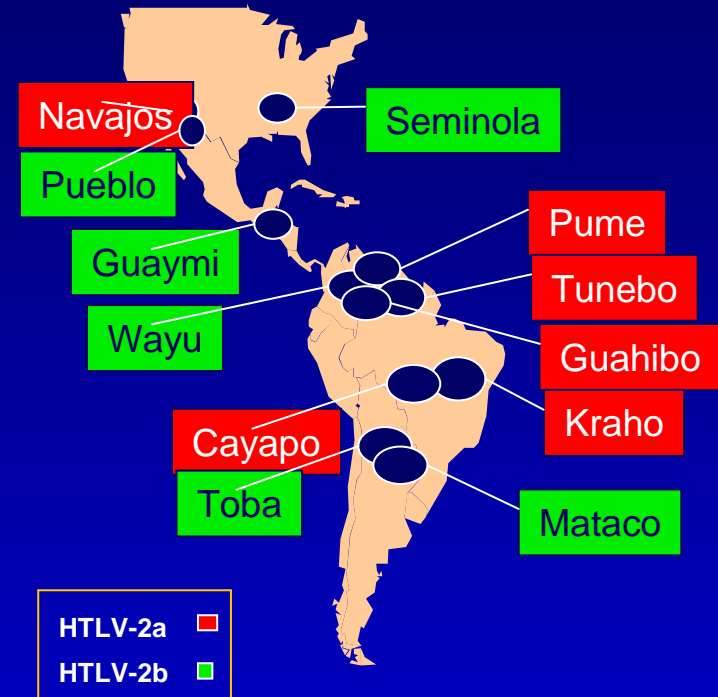 Navajos
Seminola
Pueblo
Pume
Guaymi
Tunebo
Wayu
Guahibo
Kraho
Cayapo
Toba
Mataco
HTLV-2a
HTLV-2b